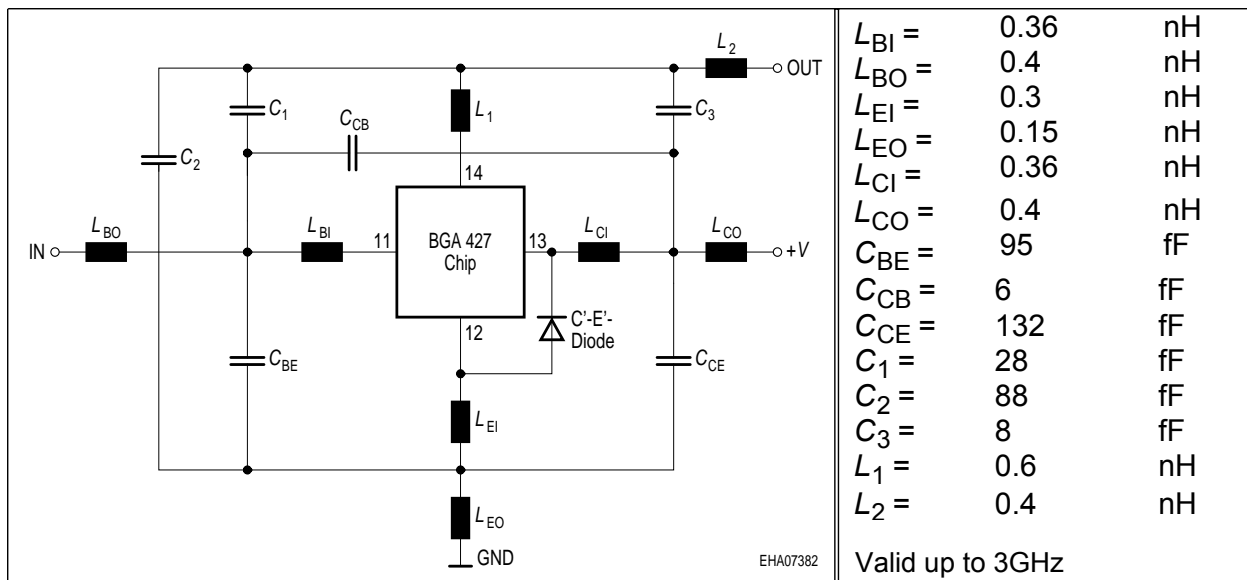 L2
OUT
C1
L1
C3
CCB
C2
14
LBO
LBI
11
BGA 427
Chip
13
LCI
LCO
IN
+V
12
C'-E'-
Diode
CBE
CCE
LEI
LEO
GND
EHA07382
LBI = 0.36 nH
LBO = 0.4 nH
LEI = 0.3 nH
LEO = 0.15 nH
LCI = 0.36 nH
LCO = 0.4 nH
CBE = 95 fF
CCB = 6 fF
CCE = 132 fF
C1 = 28 fF
C2 = 88 fF
C3 = 8 fF
L1 = 0.6 nH
L2 = 0.4 nH
Valid up to 3GHz